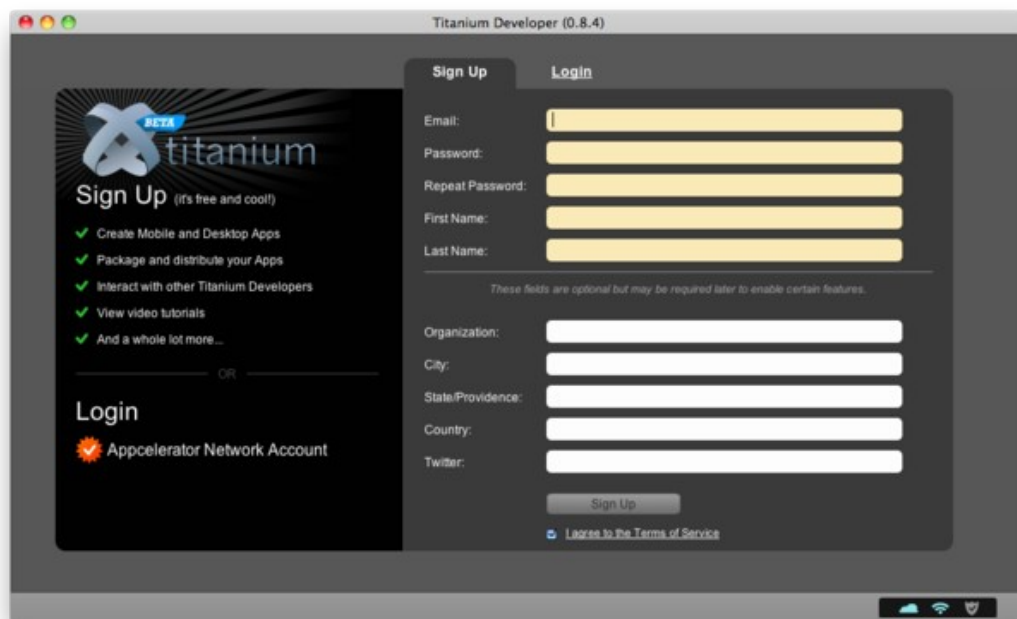 Titanium Developer (0.8.4)
Sign Up
Login
BETA
titanium
Sign Up (it's free and cool!)
Create Mobile and Desktop Apps
Package and distribute your Apps
Interact with other Titanium Developers
View video tutorials
And a whole lot more...
OR
Login
Appcelerator Network Account
Email:
Password:
Repeat Password:
First Name:
Last Name:
These fields are optional but may be required later to enable certain features.
Organization:
City:
State/Providence:
Country:
Twitter:
Sign Up
I agree to the Terms of Service